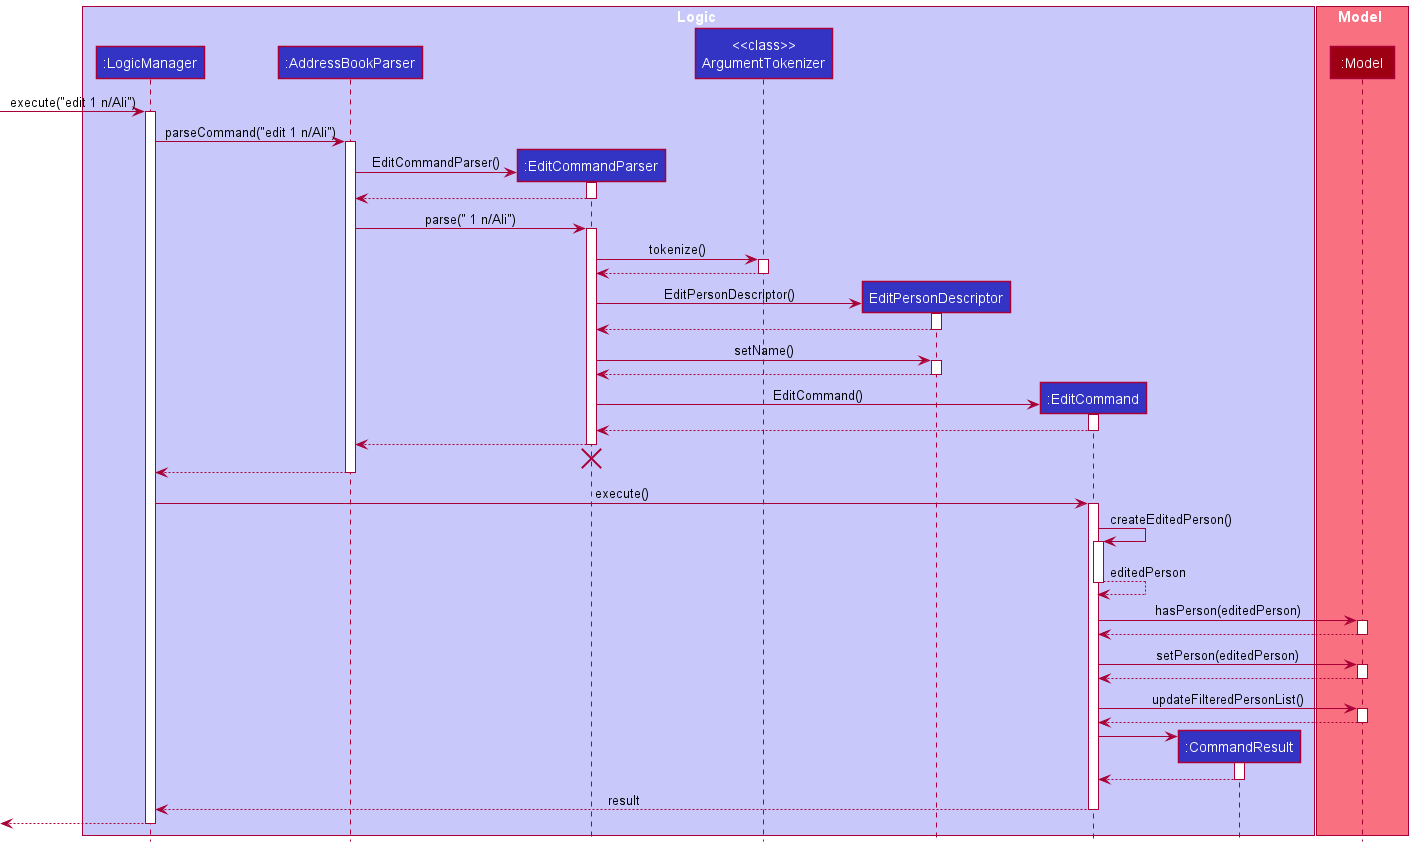 Logic
Model
<<class>>
ArgumentTokenizer
:LogicManager
:AddressBookParser
:Model
execute("edit 1 n/Ali")
parseCommand("edit 1 n/Ali")
EditCommandParser()
:EditCommandParser
parse(" 1 n/Ali")
tokenize()
EditPersonDescriptor()
EditPersonDescriptor
setName()
EditCommand()
:EditCommand
execute()
createEditedPerson()
editedPerson
hasPerson(editedPerson)
setPerson(editedPerson)
updateFilteredPersonList()
:CommandResult
result